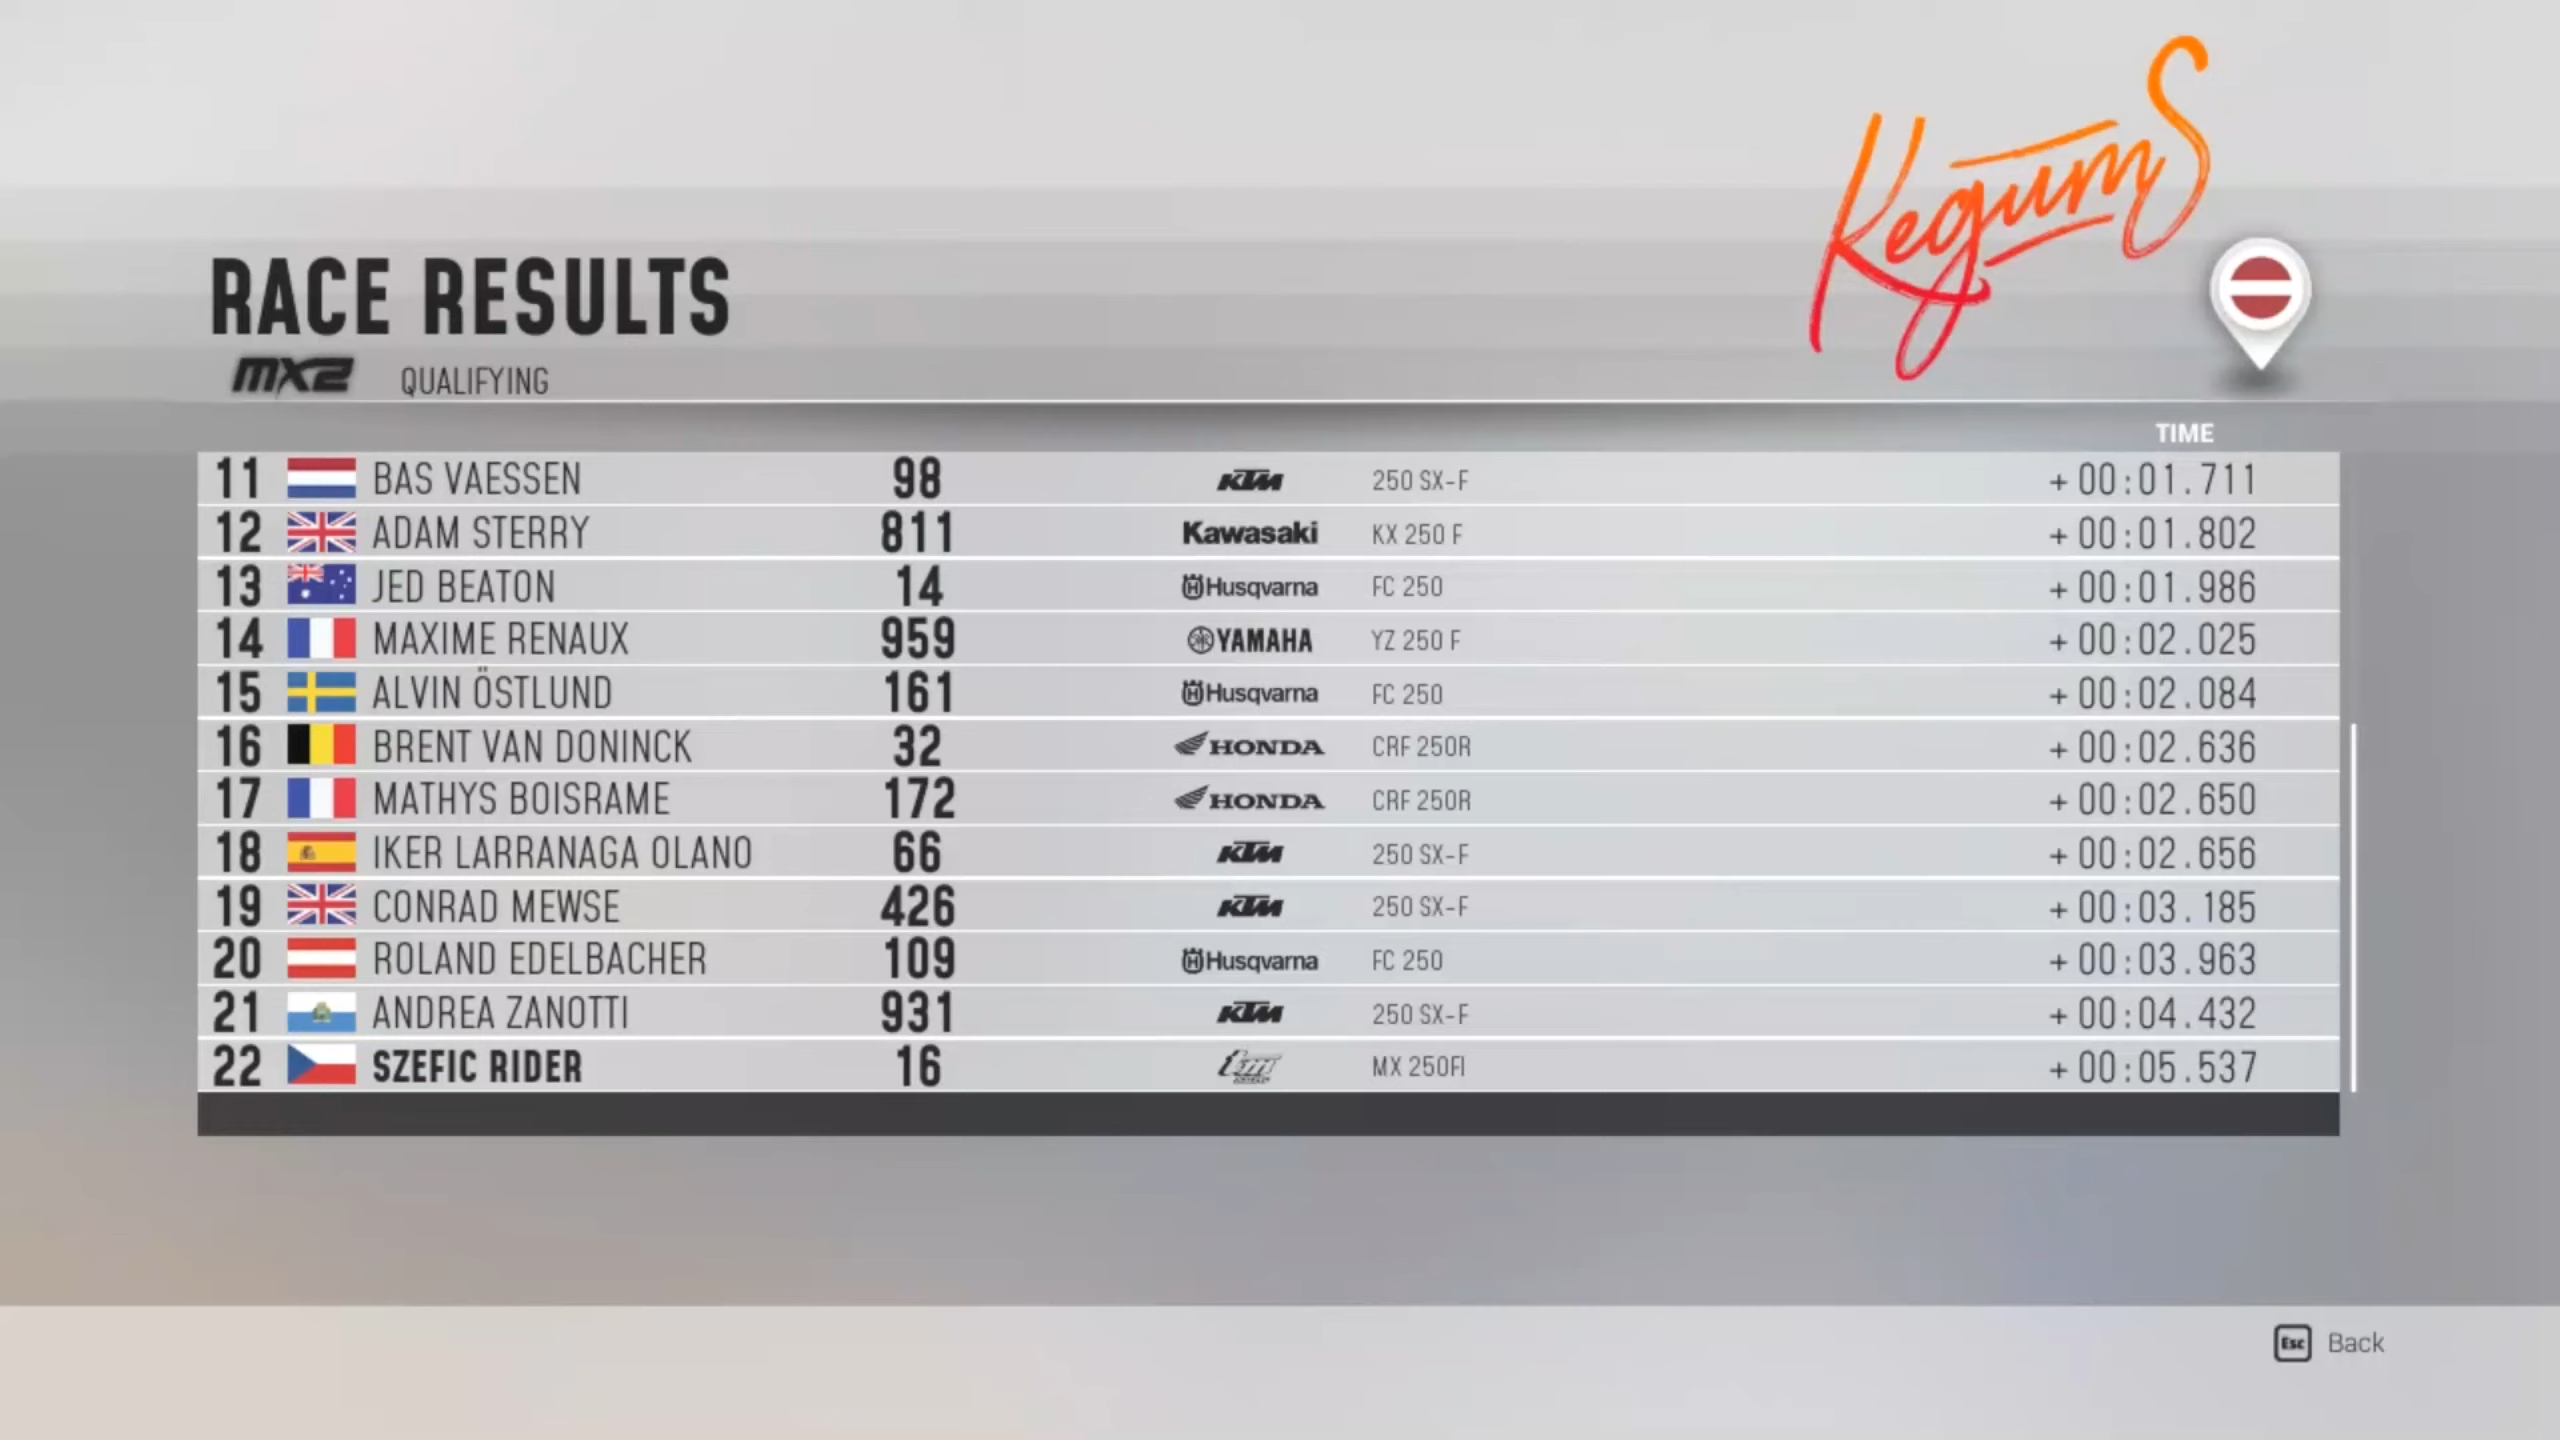 Kegums
RACE RESULTS
MX2 QUALIFYING
TIME
11 BAS VAESSEN 98 KTM 250 SX-F + 00:01.711
12 ADAM STERRY 811 Kawasaki KX 250 F + 00:01.802
13 JED BEATON 14 Husqvarna FC 250 + 00:01.986
14 MAXIME RENAUX 959 YAMAHA YZ 250 F + 00:02.025
15 ALVIN ÖSTLUND 161 Husqvarna FC 250 + 00:02.084
16 BRENT VAN DONINCK 32 HONDA CRF 250R + 00:02.636
17 MATHYS BOISRAME 172 HONDA CRF 250R + 00:02.650
18 IKER LARRANAGA OLANO 66 KTM 250 SX-F + 00:02.656
19 CONRAD MEWSE 426 KTM 250 SX-F + 00:03.185
20 ROLAND EDELBACHER 109 Husqvarna FC 250 + 00:03.963
21 ANDREA ZANOTTI 931 KTM 250 SX-F + 00:04.432
22 SZEFIC RIDER 16 tm MX 250FI + 00:05.537
Esc Back